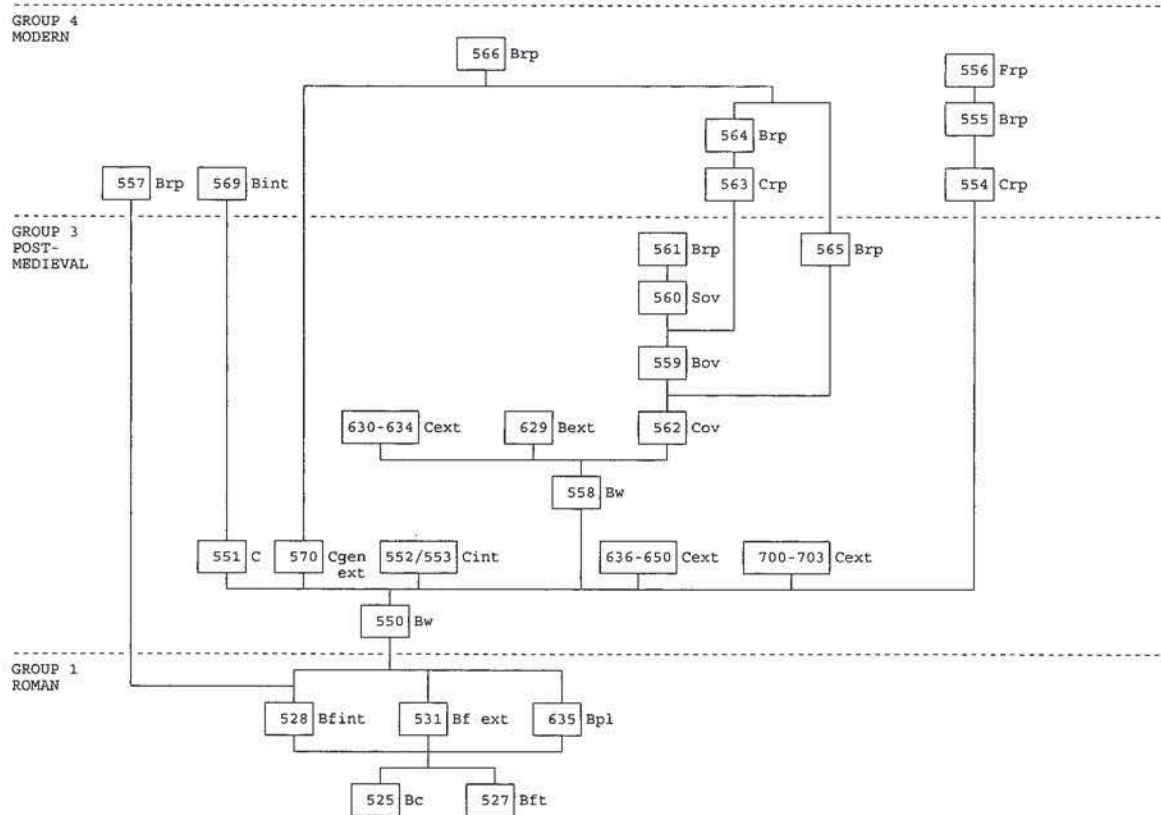 GROUP 4
MODERN
566 Brp
556 Frp
555 Brp
564 Brp
557 Brp
569 Bint
563 Crp
554 Crp
GROUP 3
POST-
MEDIEVAL
561 Brp
565 Brp
560 Sov
559 Bov
630-634 Cext
629 Bext
562 Cov
558 Bw
551 C
570 Cgen
ext
552/553 Cint
636-650 Cext
700-703 Cext
550 Bw
GROUP 1
ROMAN
528 Bfint
531 Bf ext
635 Bpl
525 Bc
527 Bft